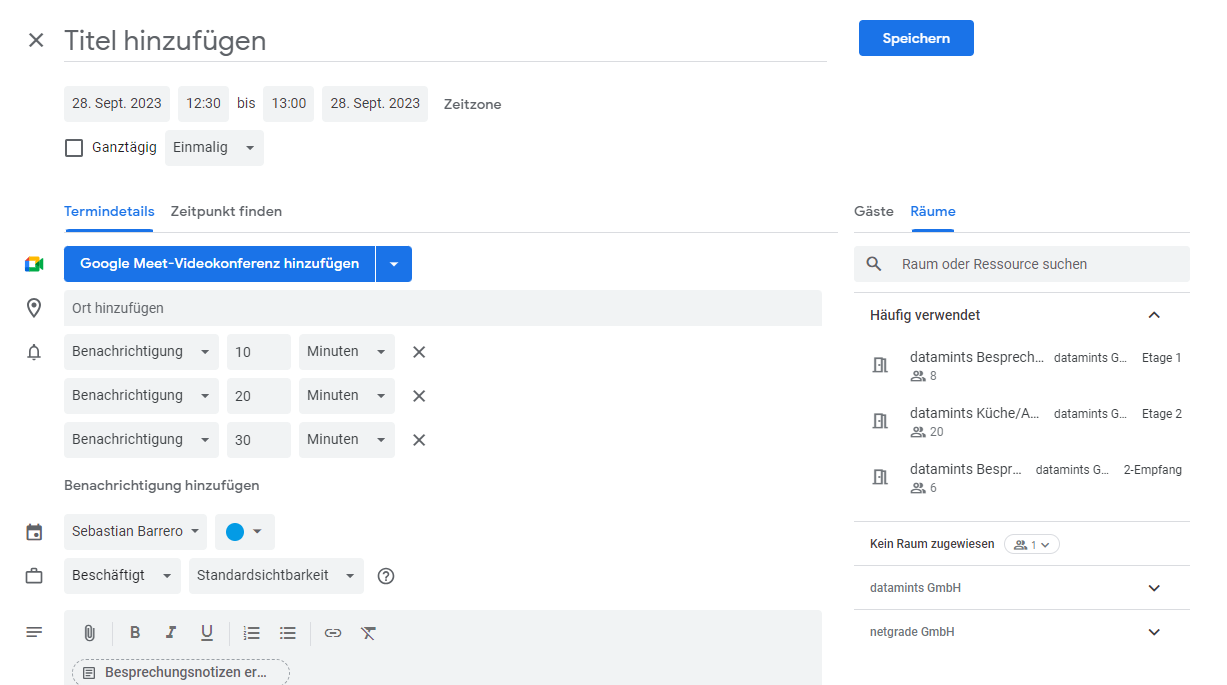 Titel hinzufügen
Speichern
28. Sept. 2023 12:30 bis 13:00 28. Sept. 2023 Zeitzone
Ganztägig Einmalig
Termindetails Zeitpunkt finden
Google Meet-Videokonferenz hinzufügen
Ort hinzufügen
Benachrichtigung 10 Minuten
Benachrichtigung 20 Minuten
Benachrichtigung 30 Minuten
Benachrichtigung hinzufügen
Sebastian Barrero
Beschäftigt Standardsichtbarkeit
B I U
Besprechungsnotizen er...
Gäste Räume
Raum oder Ressource suchen
Häufig verwendet
datamints Besprech... datamints G... Etage 1
8
datamints Küche/A... datamints G... Etage 2
20
datamints Bespr... datamints G... 2-Empfang
6
Kein Raum zugewiesen 1
datamints GmbH
netgrade GmbH